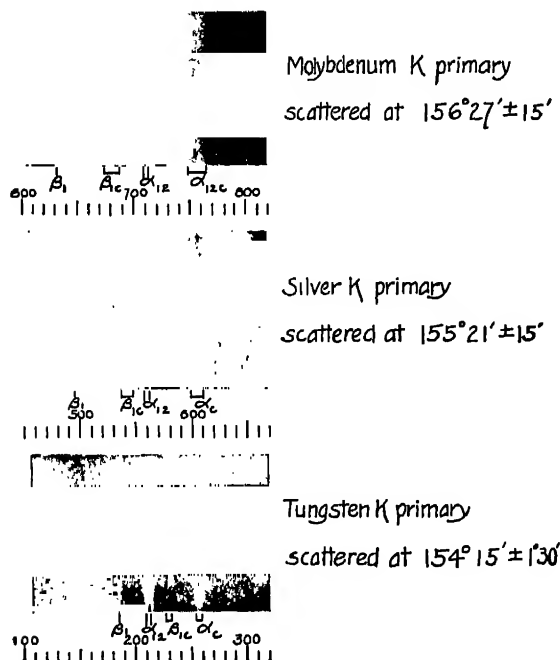 Molybdenum K primary
scattered at 156°27'±15'
β₁ β₁c α₁₂ α₁₂c
600 700 800
Silver K primary
scattered at 155°21'±15'
β₁ β₁c α₁₂ αc
500 600
Tungsten K primary
scattered at 154°15'±1°30'
β₁ α₁₂ β₁c αc
100 200 300